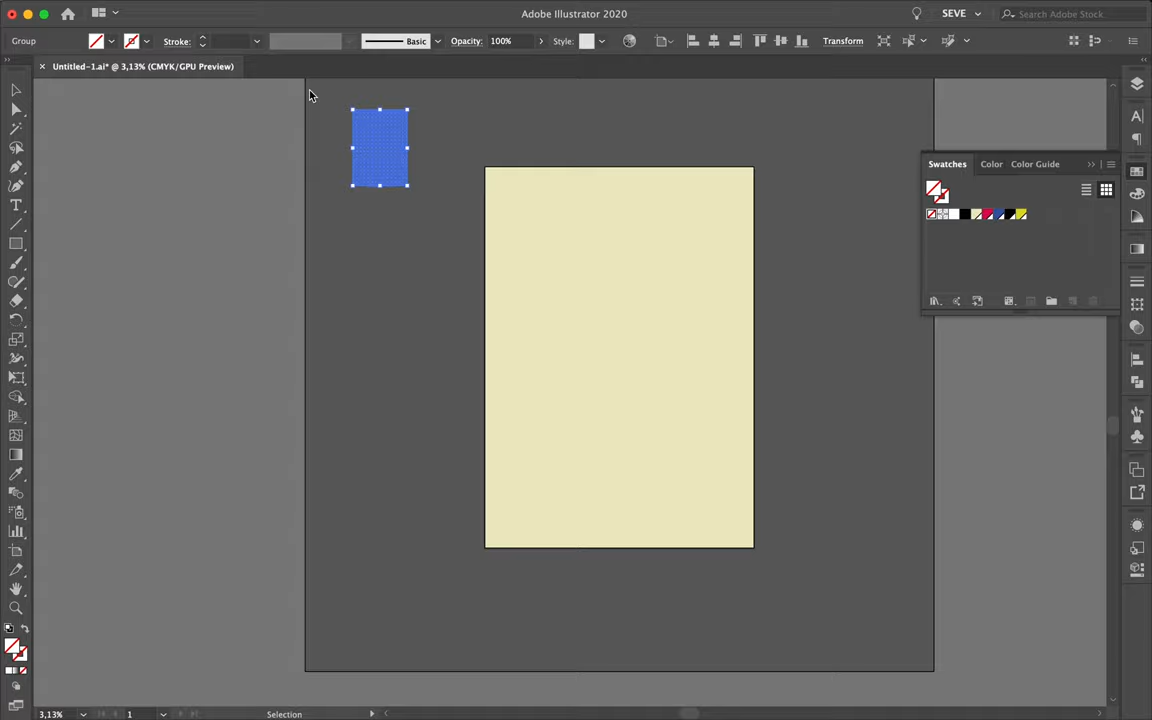 Adobe Illustrator 2020
SEVE
Search Adobe Stock
Group
Stroke:
Basic
Opacity:
100%
Style:
Transform
× Untitled-1.ai* @ 3,13% (CMYK/GPU Preview)
Swatches
Color
Color Guide
3,13%
1
Selection